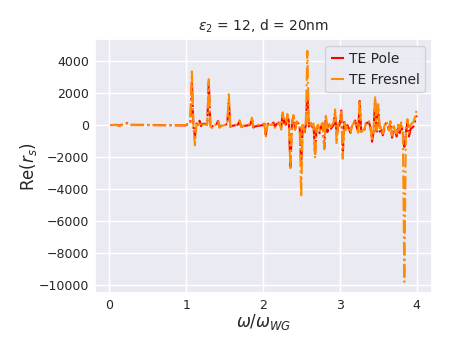 ε₂ = 12, d = 20nm
TE Pole
TE Fresnel
4000
2000
0
−2000
−4000
−6000
−8000
−10000
Re(rₛ)
0 1 2 3 4
ω/ω_WG